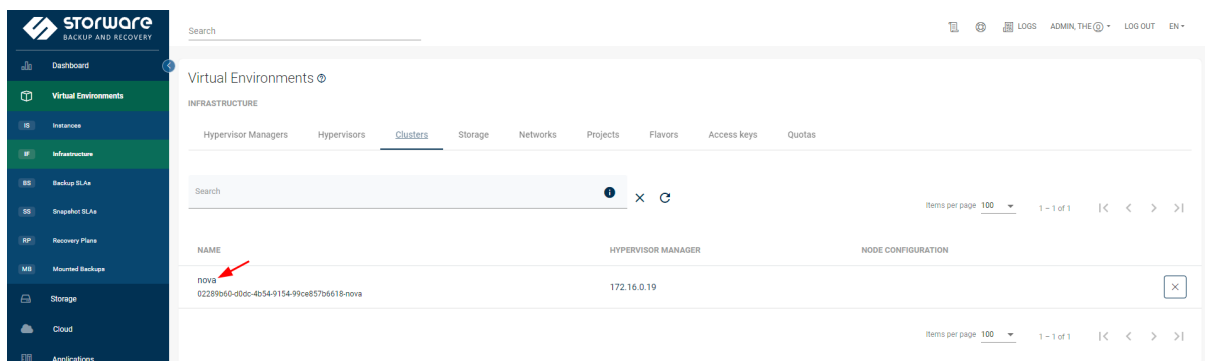 STORWARE
BACKUP AND RECOVERY
Search
LOGS ADMIN, THE LOG OUT EN
Dashboard
Virtual Environments
IS Instances
IF Infrastructure
BS Backup SLAs
SS Snapshot SLAs
RP Recovery Plans
MB Mounted Backups
Storage
Cloud
Applications
Virtual Environments
INFRASTRUCTURE
Hypervisor Managers Hypervisors Clusters Storage Networks Projects Flavors Access keys Quotas
Search
Items per page 100 1 – 1 of 1
NAME HYPERVISOR MANAGER NODE CONFIGURATION
nova 172.16.0.19
02289b60-d0dc-4b54-9154-99ce857b6618-nova
Items per page 100 1 – 1 of 1